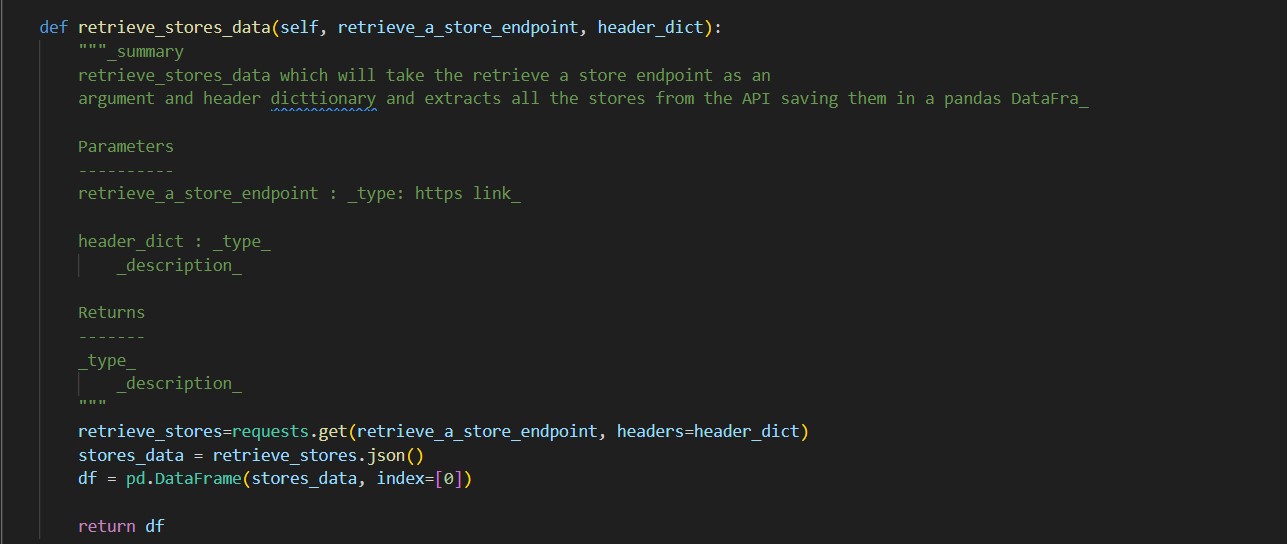 def retrieve_stores_data(self, retrieve_a_store_endpoint, header_dict):
"""_summary
retrieve_stores_data which will take the retrieve a store endpoint as an
argument and header dicttionary and extracts all the stores from the API saving them in a pandas DataFra_
Parameters
----------
retrieve_a_store_endpoint : _type: https link_
header_dict : _type_
_description_
Returns
-------
_type_
_description_
"""
retrieve_stores=requests.get(retrieve_a_store_endpoint, headers=header_dict)
stores_data = retrieve_stores.json()
df = pd.DataFrame(stores_data, index=[0])
return df